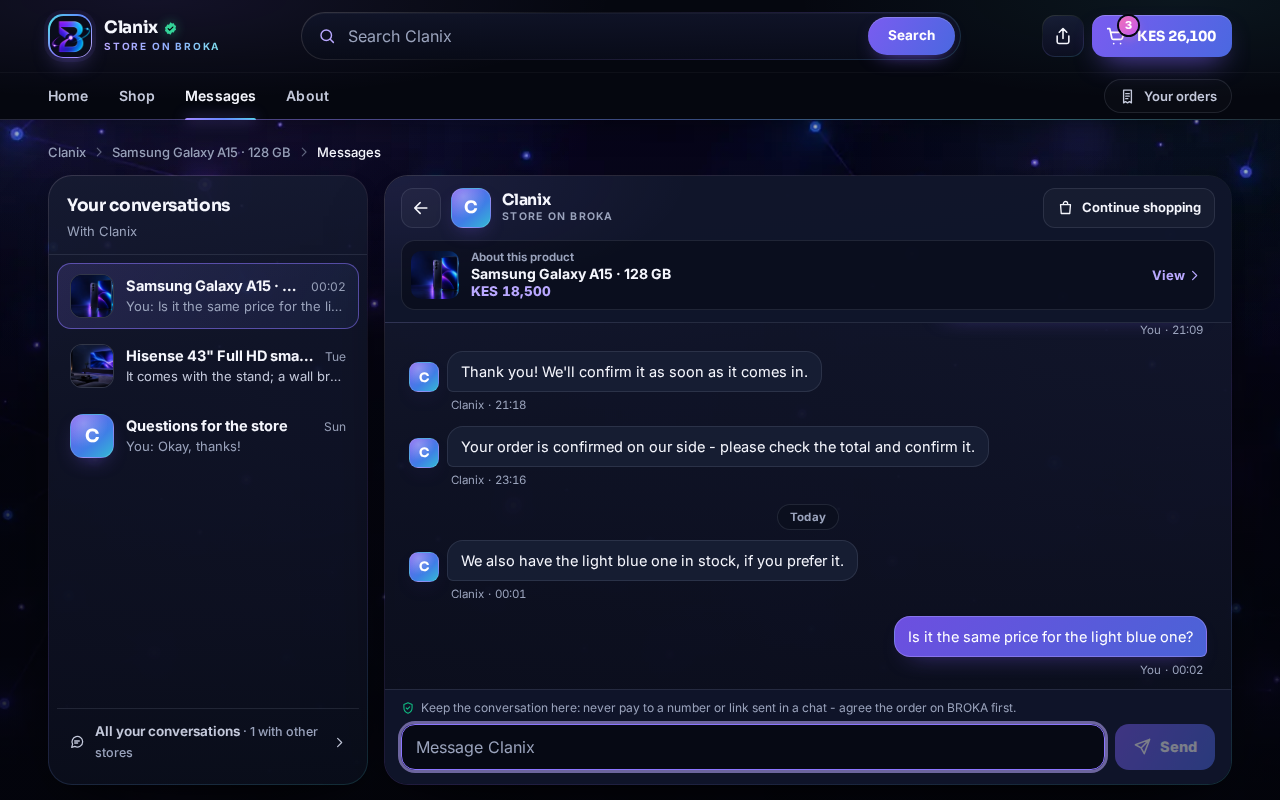 Clanix
STORE ON BROKA
Search Clanix
Search
3
KES 26,100
Home
Shop
Messages
About
Your orders
Clanix
Samsung Galaxy A15 · 128 GB
Messages
Your conversations
With Clanix
Samsung Galaxy A15 · ...
00:02
You: Is it the same price for the li...
Hisense 43" Full HD sma...
Tue
It comes with the stand; a wall br...
C
Questions for the store
Sun
You: Okay, thanks!
All your conversations · 1 with other
stores
C
Clanix
STORE ON BROKA
Continue shopping
About this product
Samsung Galaxy A15 · 128 GB
KES 18,500
View
You · 21:09
C
Thank you! We'll confirm it as soon as it comes in.
Clanix · 21:18
C
Your order is confirmed on our side - please check the total and confirm it.
Clanix · 23:16
Today
C
We also have the light blue one in stock, if you prefer it.
Clanix · 00:01
Is it the same price for the light blue one?
You · 00:02
Keep the conversation here: never pay to a number or link sent in a chat - agree the order on BROKA first.
Message Clanix
Send